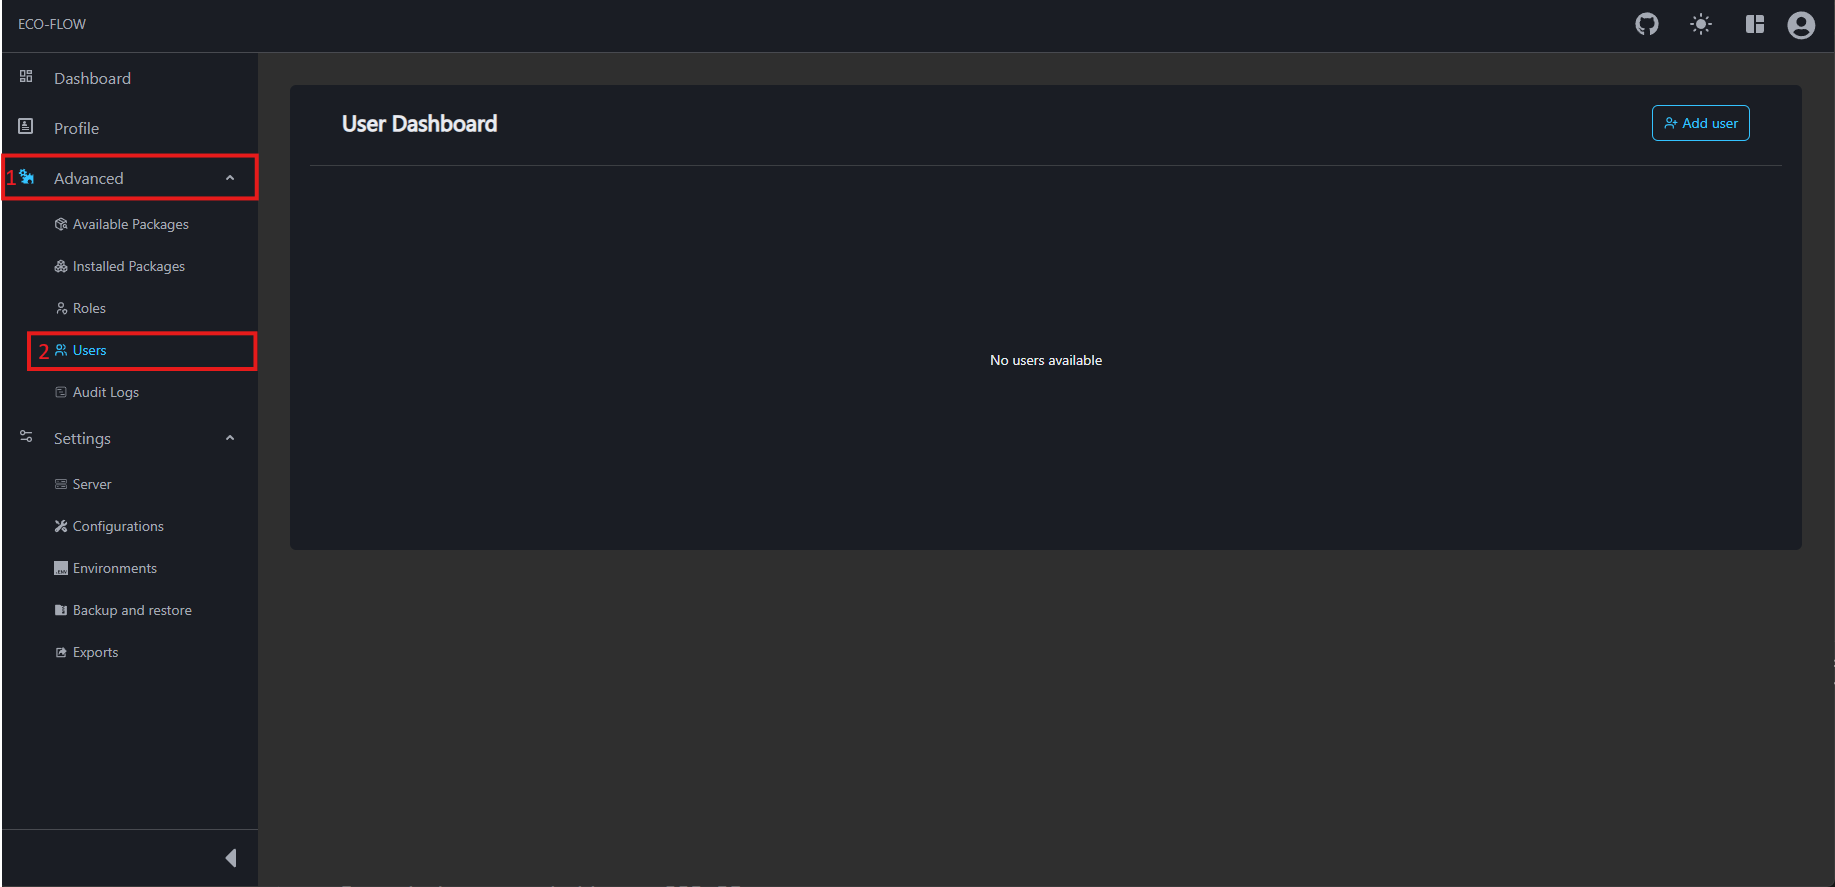 ECO-FLOW
Dashboard
Profile
1 Advanced
Available Packages
Installed Packages
Roles
2 Users
Audit Logs
Settings
Server
Configurations
Environments
Backup and restore
Exports
User Dashboard
Add user
No users available